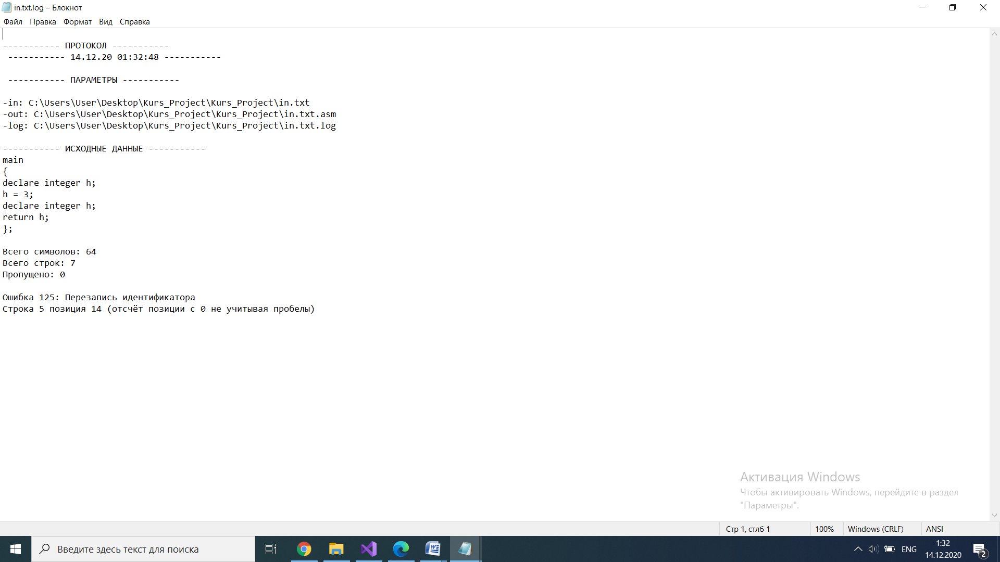 in.txt.log – Блокнот
Файл Правка Формат Вид Справка
----------- ПРОТОКОЛ -----------
----------- 14.12.20 01:32:48 -----------
----------- ПАРАМЕТРЫ -----------
-in: C:\Users\User\Desktop\Kurs_Project\Kurs_Project\in.txt
-out: C:\Users\User\Desktop\Kurs_Project\Kurs_Project\in.txt.asm
-log: C:\Users\User\Desktop\Kurs_Project\Kurs_Project\in.txt.log
----------- ИСХОДНЫЕ ДАННЫЕ -----------
main
{
declare integer h;
h = 3;
declare integer h;
return h;
};
Всего символов: 64
Всего строк: 7
Пропущено: 0
Ошибка 125: Перезапись идентификатора
Строка 5 позиция 14 (отсчёт позиции с 0 не учитывая пробелы)
Активация Windows
Чтобы активировать Windows, перейдите в раздел
"Параметры".
Стр 1, стлб 1 100% Windows (CRLF) ANSI
Введите здесь текст для поиска
ENG
1:32
14.12.2020
2